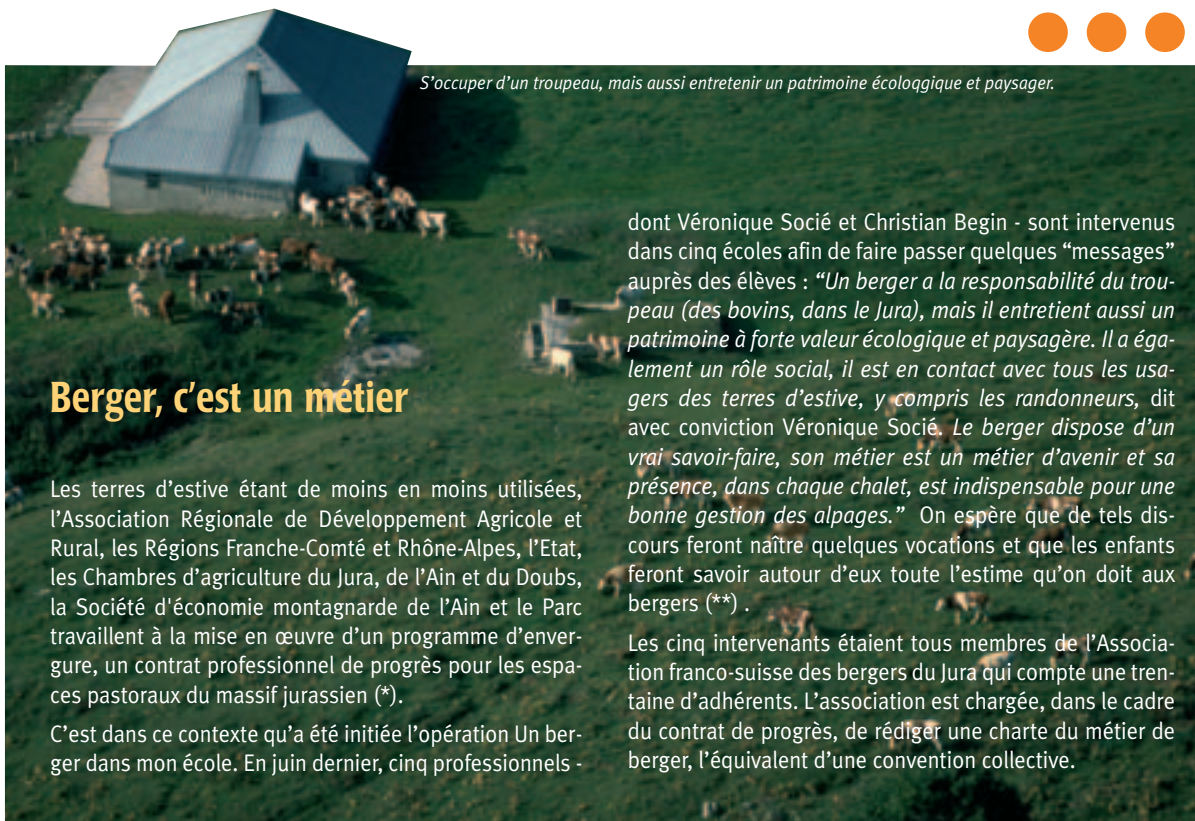 S’occuper d’un troupeau, mais aussi entretenir un patrimoine écoloqgique et paysager.
Berger, c’est un métier
Les terres d’estive étant de moins en moins utilisées,
l’Association Régionale de Développement Agricole et
Rural, les Régions Franche-Comté et Rhône-Alpes, l’Etat,
les Chambres d’agriculture du Jura, de l’Ain et du Doubs,
la Société d'économie montagnarde de l’Ain et le Parc
travaillent à la mise en œuvre d’un programme d’enver-
gure, un contrat professionnel de progrès pour les espa-
ces pastoraux du massif jurassien (*).
C’est dans ce contexte qu’a été initiée l’opération Un ber-
ger dans mon école. En juin dernier, cinq professionnels -
dont Véronique Socié et Christian Begin - sont intervenus
dans cinq écoles afin de faire passer quelques “messages”
auprès des élèves : “Un berger a la responsabilité du trou-
peau (des bovins, dans le Jura), mais il entretient aussi un
patrimoine à forte valeur écologique et paysagère. Il a éga-
lement un rôle social, il est en contact avec tous les usa-
gers des terres d’estive, y compris les randonneurs, dit
avec conviction Véronique Socié. Le berger dispose d’un
vrai savoir-faire, son métier est un métier d’avenir et sa
présence, dans chaque chalet, est indispensable pour une
bonne gestion des alpages.” On espère que de tels dis-
cours feront naître quelques vocations et que les enfants
feront savoir autour d’eux toute l’estime qu’on doit aux
bergers (**) .
Les cinq intervenants étaient tous membres de l’Associa-
tion franco-suisse des bergers du Jura qui compte une tren-
taine d’adhérents. L’association est chargée, dans le cadre
du contrat de progrès, de rédiger une charte du métier de
berger, l’équivalent d’une convention collective.